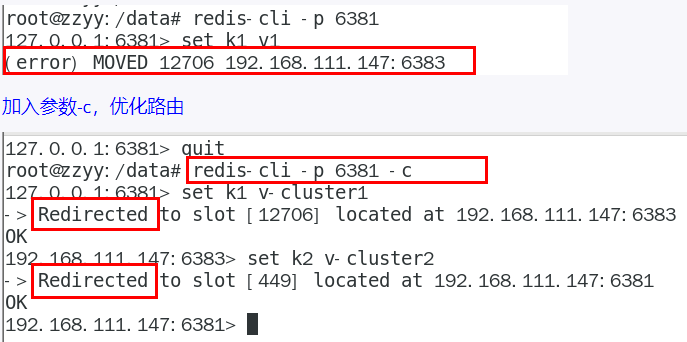 root@zzyy:/data# redis-cli -p 6381
127.0.0.1:6381> set k1 v1
(error) MOVED 12706 192.168.111.147:6383
加入参数-c，优化路由
127.0.0.1:6381> quit
root@zzyy:/data# redis-cli -p 6381 -c
127.0.0.1:6381> set k1 v-cluster1
-> Redirected to slot [12706] located at 192.168.111.147:6383
OK
192.168.111.147:6383> set k2 v-cluster2
-> Redirected to slot [449] located at 192.168.111.147:6381
OK
192.168.111.147:6381>